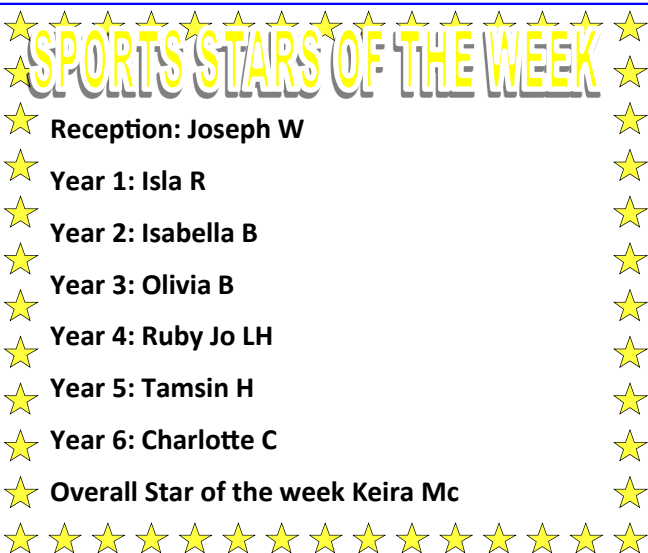 SPORTS STARS OF THE WEEK
Reception: Joseph W
Year 1: Isla R
Year 2: Isabella B
Year 3: Olivia B
Year 4: Ruby Jo LH
Year 5: Tamsin H
Year 6: Charlotte C
Overall Star of the week Keira Mc